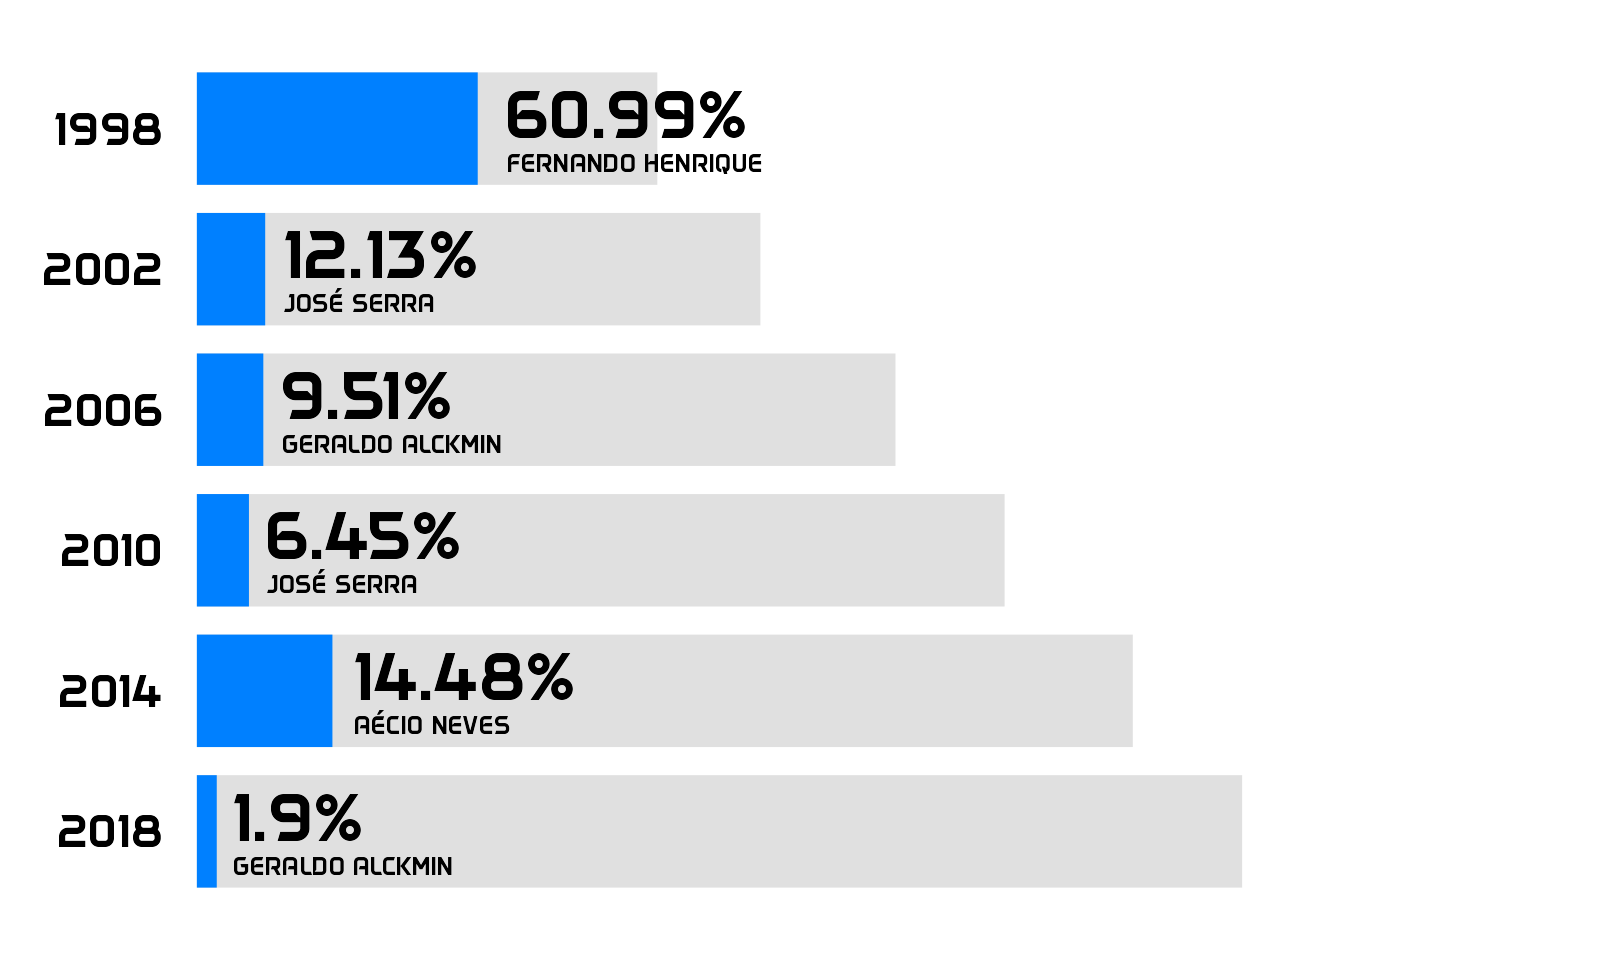 1998
60.99%
FERNANDO HENRIQUE
2002
12.13%
JOSÉ SERRA
2006
9.51%
GERALDO ALCKMIN
2010
6.45%
JOSÉ SERRA
2014
14.48%
AÉCIO NEVES
2018
1.9%
GERALDO ALCKMIN